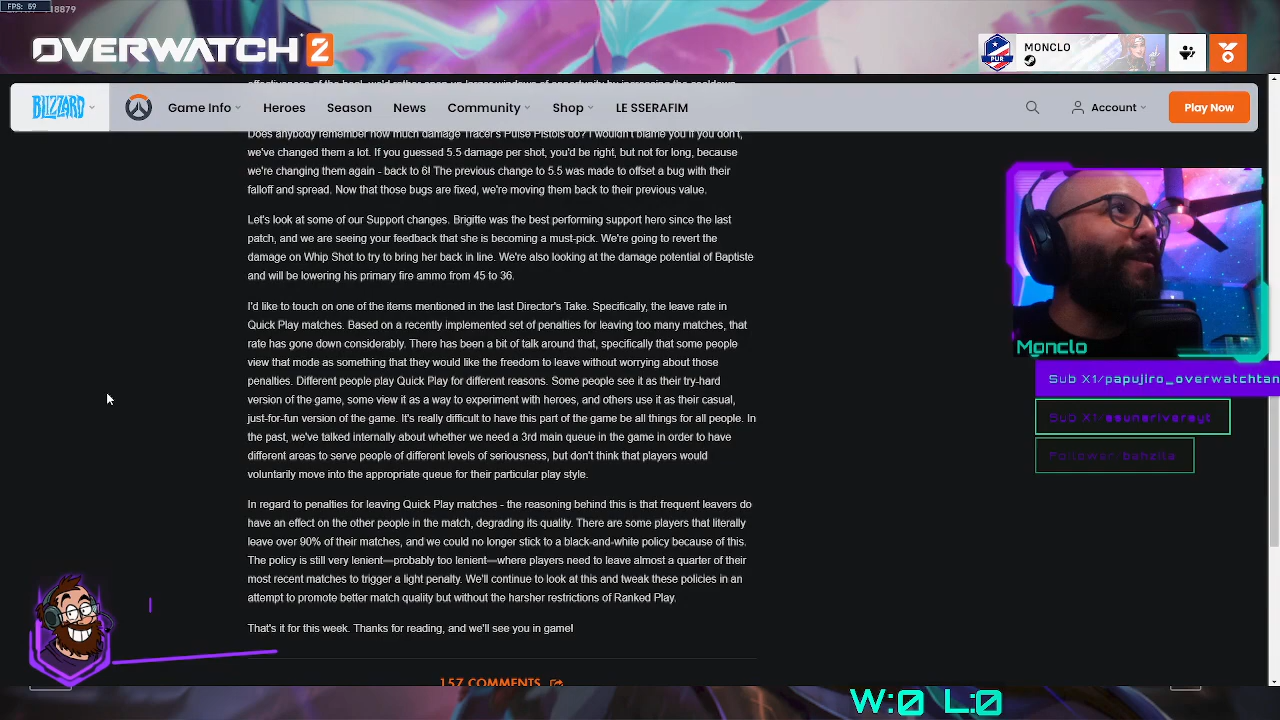 FPS: 59
18879
OVERWATCH 2
PUR
MONCLO
BLIZZARD
Game Info
Heroes
Season
News
Community
Shop
LE SSERAFIM
Account
Play Now
Does anybody remember how much damage Tracer's Pulse Pistols do? I wouldn't blame you if you don't,
we've changed them a lot. If you guessed 5.5 damage per shot, you'd be right, but not for long, because
we're changing them again - back to 6! The previous change to 5.5 was made to offset a bug with their
falloff and spread. Now that those bugs are fixed, we're moving them back to their previous value.
Let's look at some of our Support changes. Brigitte was the best performing support hero since the last
patch, and we are seeing your feedback that she is becoming a must-pick. We're going to revert the
damage on Whip Shot to try to bring her back in line. We're also looking at the damage potential of Baptiste
and will be lowering his primary fire ammo from 45 to 36.
I'd like to touch on one of the items mentioned in the last Director's Take. Specifically, the leave rate in
Quick Play matches. Based on a recently implemented set of penalties for leaving too many matches, that
rate has gone down considerably. There has been a bit of talk around that, specifically that some people
view that mode as something that they would like the freedom to leave without worrying about those
penalties. Different people play Quick Play for different reasons. Some people see it as their try-hard
version of the game, some view it as a way to experiment with heroes, and others use it as their casual,
just-for-fun version of the game. It's really difficult to have this part of the game be all things for all people. In
the past, we've talked internally about whether we need a 3rd main queue in the game in order to have
different areas to serve people of different levels of seriousness, but don't think that players would
voluntarily move into the appropriate queue for their particular play style.
In regard to penalties for leaving Quick Play matches - the reasoning behind this is that frequent leavers do
have an effect on the other people in the match, degrading its quality. There are some players that literally
leave over 90% of their matches, and we could no longer stick to a black-and-white policy because of this.
The policy is still very lenient—probably too lenient—where players need to leave almost a quarter of their
most recent matches to trigger a light penalty. We'll continue to look at this and tweak these policies in an
attempt to promote better match quality but without the harsher restrictions of Ranked Play.
That's it for this week. Thanks for reading, and we'll see you in game!
157 COMMENTS
Monclo
Sub X1/papujiro_overwatchtan
Sub X1/
Follower: bahzila
W:0 L:0